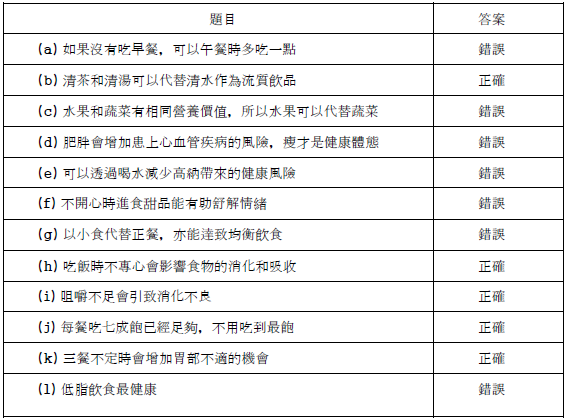 題目 答案
(a) 如果沒有吃早餐，可以午餐時多吃一點 錯誤
(b) 清茶和清湯可以代替清水作為流質飲品 正確
(c) 水果和蔬菜有相同營養價值，所以水果可以代替蔬菜 錯誤
(d) 肥胖會增加患上心血管疾病的風險，瘦才是健康體態 錯誤
(e) 可以透過喝水減少高納帶來的健康風險 錯誤
(f) 不開心時進食甜品能有助舒解情緒 錯誤
(g) 以小食代替正餐，亦能達致均衡飲食 錯誤
(h) 吃飯時不專心會影響食物的消化和吸收 正確
(i) 咀嚼不足會引致消化不良 正確
(j) 每餐吃七成飽已經足夠，不用吃到最飽 正確
(k) 三餐不定時會增加胃部不適的機會 正確
(l) 低脂飲食最健康 錯誤